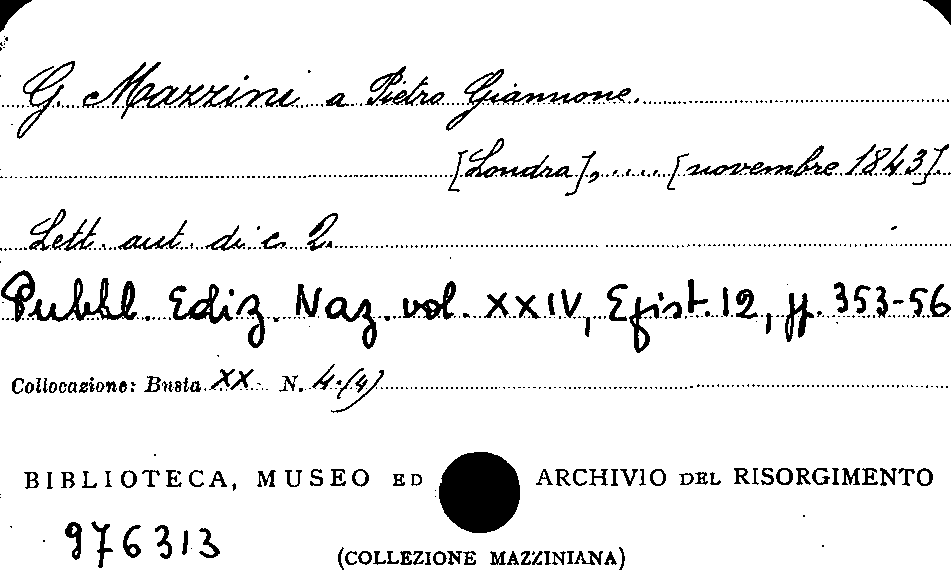 G. Mazzini a Pietro Giannone.
[Londra], .... [novembre 1843].
Lett. aut. di c. 2.
Pubbl. Ediz. Naz. vol. XXIV, Epist. 12, pp. 353-56
Collocazione: Busta XX N. 4.(4)
BIBLIOTECA, MUSEO ED ARCHIVIO DEL RISORGIMENTO
976313
(COLLEZIONE MAZZINIANA)